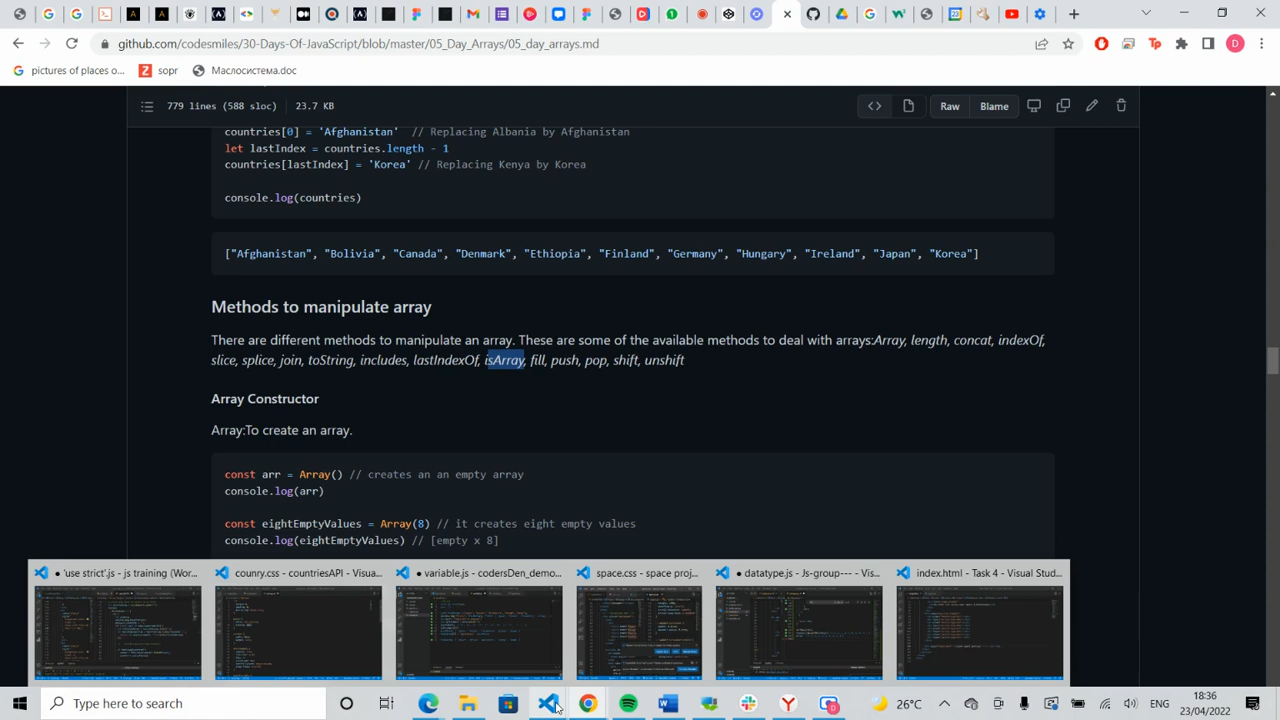 github.com/codesmiles/30-Days-Of-JavaScript/blob/master/05_Day_Arrays/05_day_arrays.md
pictures of places o...
sopr
Маслосистема.doc
779 lines (588 sloc)
23.7 KB
Raw
Blame
countries[0] = 'Afghanistan' // Replacing Albania by Afghanistan
let lastIndex = countries.length - 1
countries[lastIndex] = 'Korea' // Replacing Kenya by Korea
console.log(countries)
["Afghanistan", "Bolivia", "Canada", "Denmark", "Ethiopia", "Finland", "Germany", "Hungary", "Ireland", "Japan", "Korea"]
Methods to manipulate array
There are different methods to manipulate an array. These are some of the available methods to deal with arrays:Array, length, concat, indexOf,
slice, splice, join, toString, includes, lastIndexOf, isArray, fill, push, pop, shift, unshift
Array Constructor
Array:To create an array.
const arr = Array() // creates an an empty array
console.log(arr)
const eightEmptyValues = Array(8) // it creates eight empty values
console.log(eightEmptyValues) // [empty x 8]
● 'use strict'.js - js training (Wor...
counry.css - countriesAPI - Visua...
● variable.js - codersDen_demo...
space.css - space proj...
● datatype.js - Js-group---- - Vis...
index.html - Task 4 - Visual Stud...
Type here to search
26°C
ENG
18:36
23/04/2022